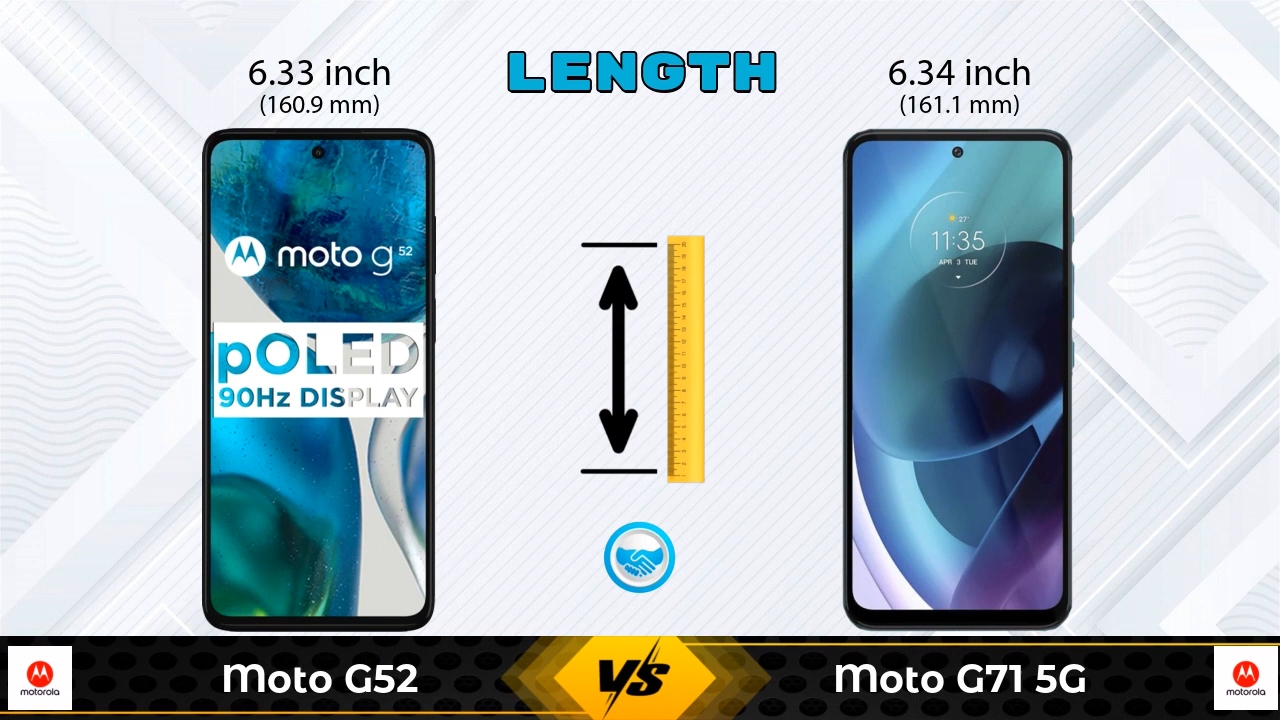 LENGTH
6.33 inch
(160.9 mm)
6.34 inch
(161.1 mm)
moto g52
pOLED
90Hz DISPLAY
27°
11:35
APR 3 TUE
motorola
Moto G52
VS
Moto G71 5G
motorola